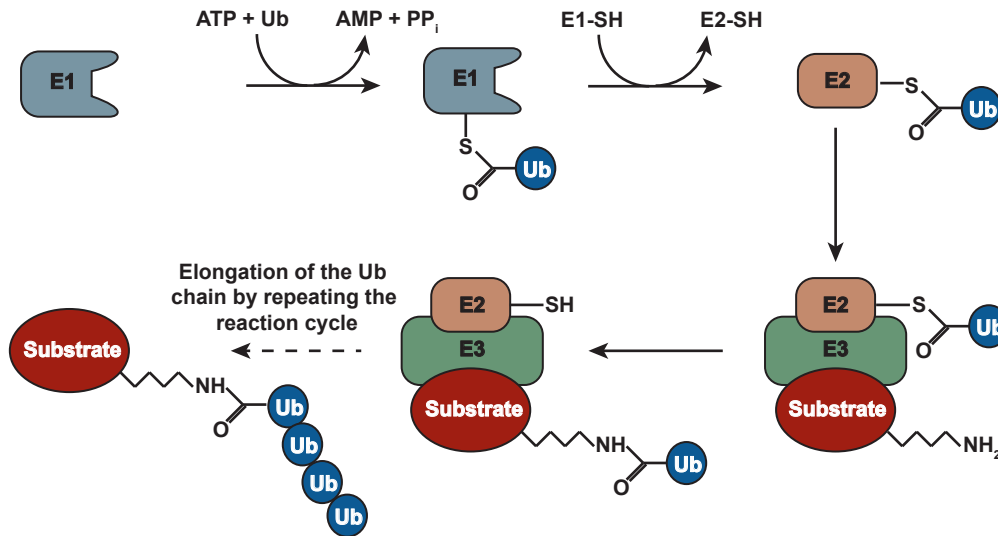 ATP + Ub
AMP + PPi
E1-SH
E2-SH
E1
E1
E2
S
O
Ub
S
O
Ub
Elongation of the Ub
chain by repeating the
reaction cycle
E2
SH
E3
Substrate
NH
O
Ub
E2
S
O
Ub
E3
Substrate
NH2
Substrate
NH
O
Ub
Ub
Ub
Ub